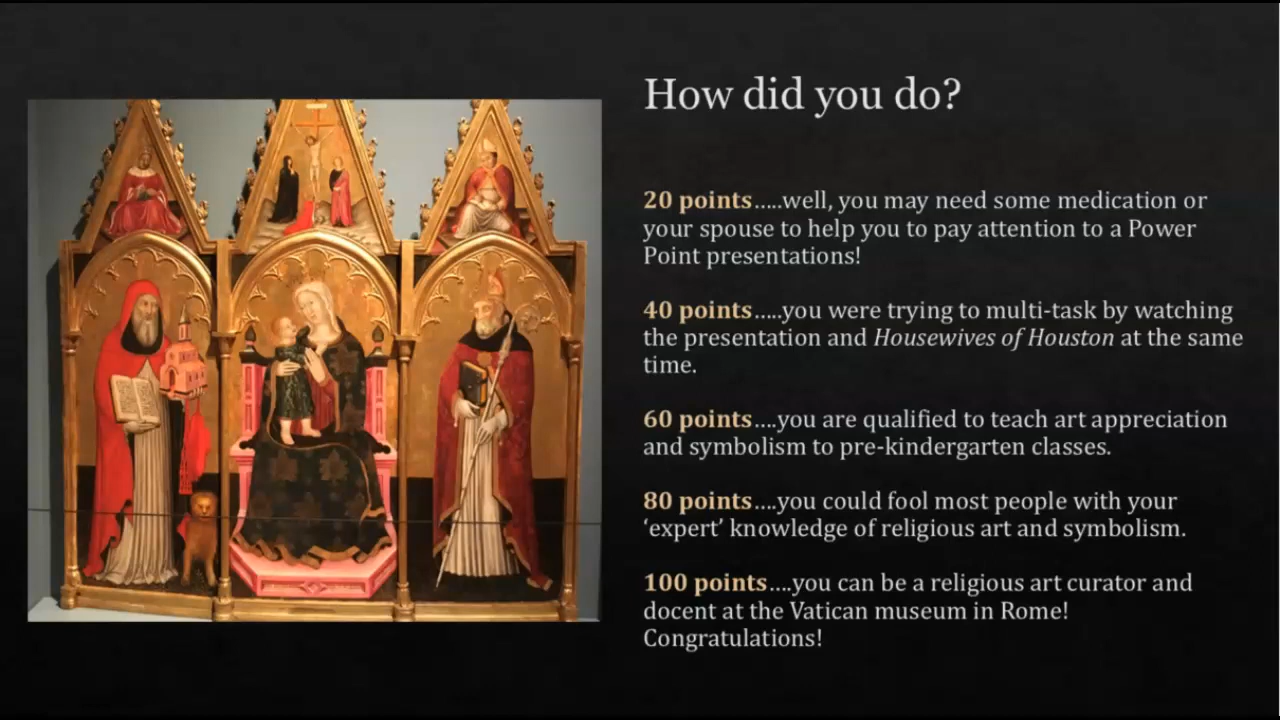 How did you do?
20 points.....well, you may need some medication or
your spouse to help you to pay attention to a Power
Point presentations!
40 points.....you were trying to multi-task by watching
the presentation and Housewives of Houston at the same
time.
60 points....you are qualified to teach art appreciation
and symbolism to pre-kindergarten classes.
80 points....you could fool most people with your
‘expert’ knowledge of religious art and symbolism.
100 points....you can be a religious art curator and
docent at the Vatican museum in Rome!
Congratulations!